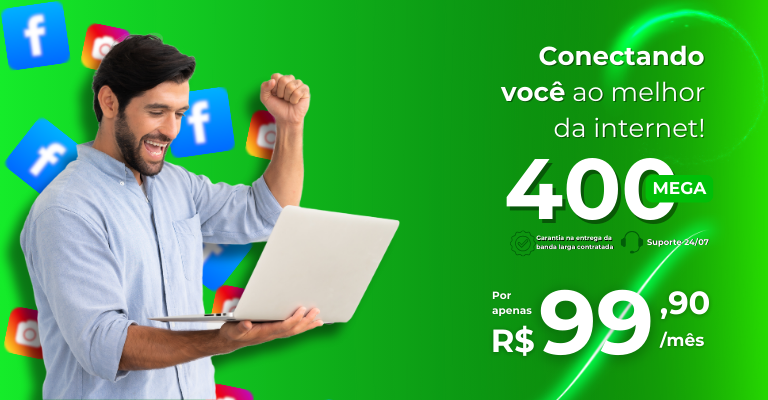 Conectando
você ao melhor
da internet!
400
MEGA
Garantia na entrega da
banda larga contratada
Suporte 24/07
Por
apenas
R$ 99,90
/mês